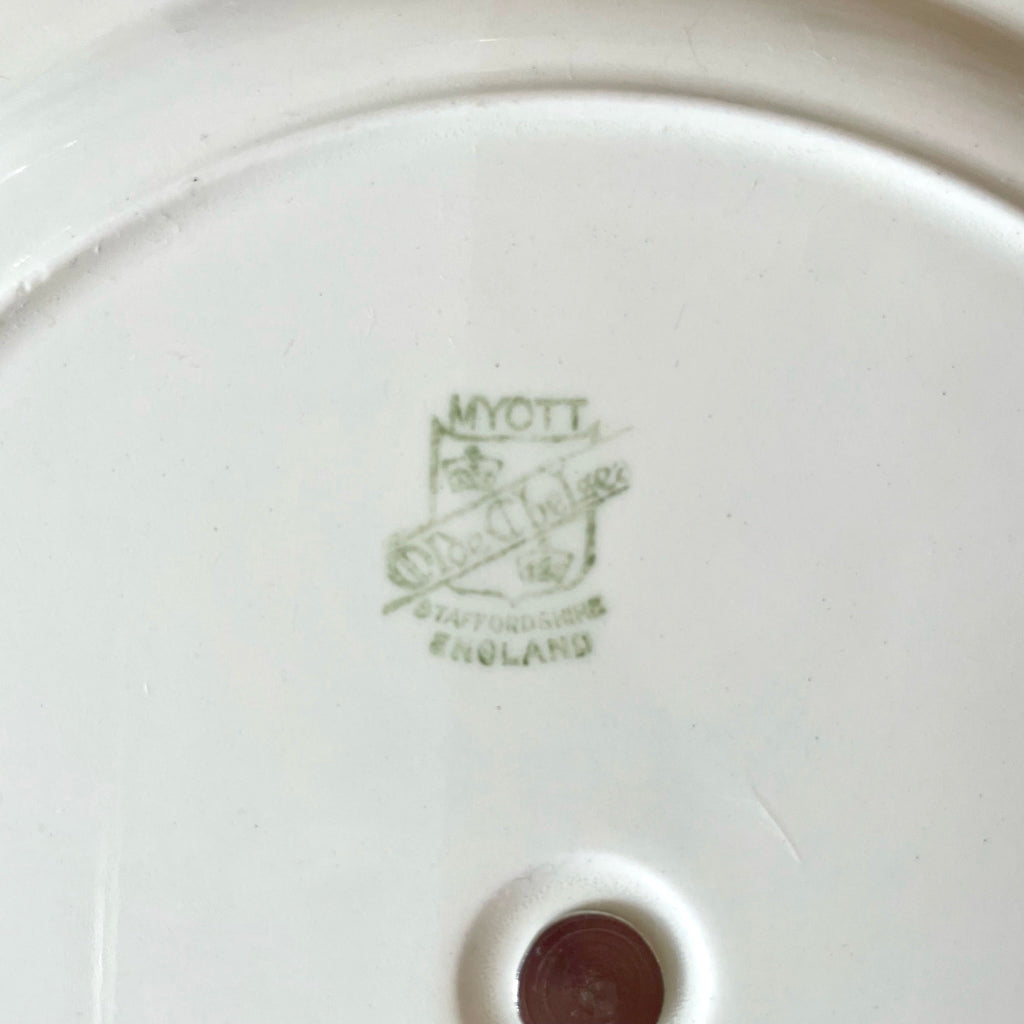 MYOTT
Olde Chelsea
STAFFORDSHIRE
ENGLAND